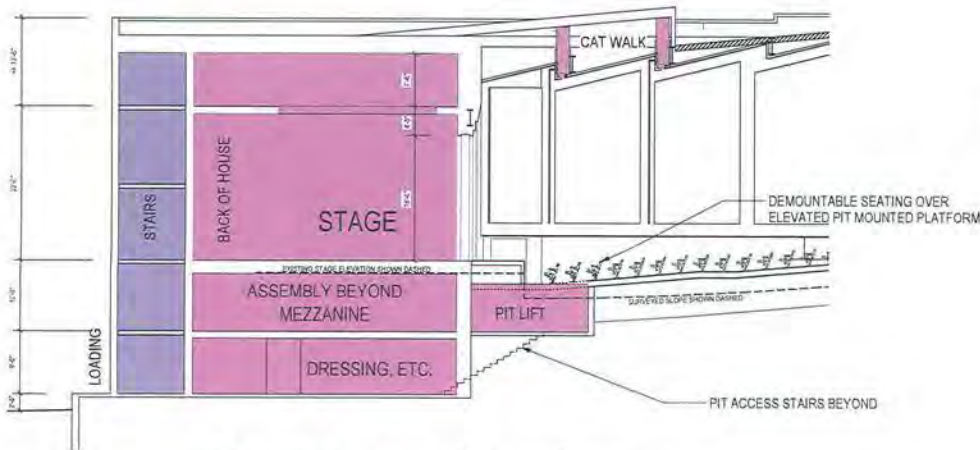 CAT WALK
BACK OF HOUSE
STAIRS
STAGE
DEMOUNTABLE SEATING OVER
ELEVATED PIT MOUNTED PLATFORM
EXISTING STAGE ELEVATION SHOWN DASHED
ASSEMBLY BEYOND
MEZZANINE
PIT LIFT
SURVEYED SLOPE SHOWN DASHED
LOADING
DRESSING, ETC.
PIT ACCESS STAIRS BEYOND